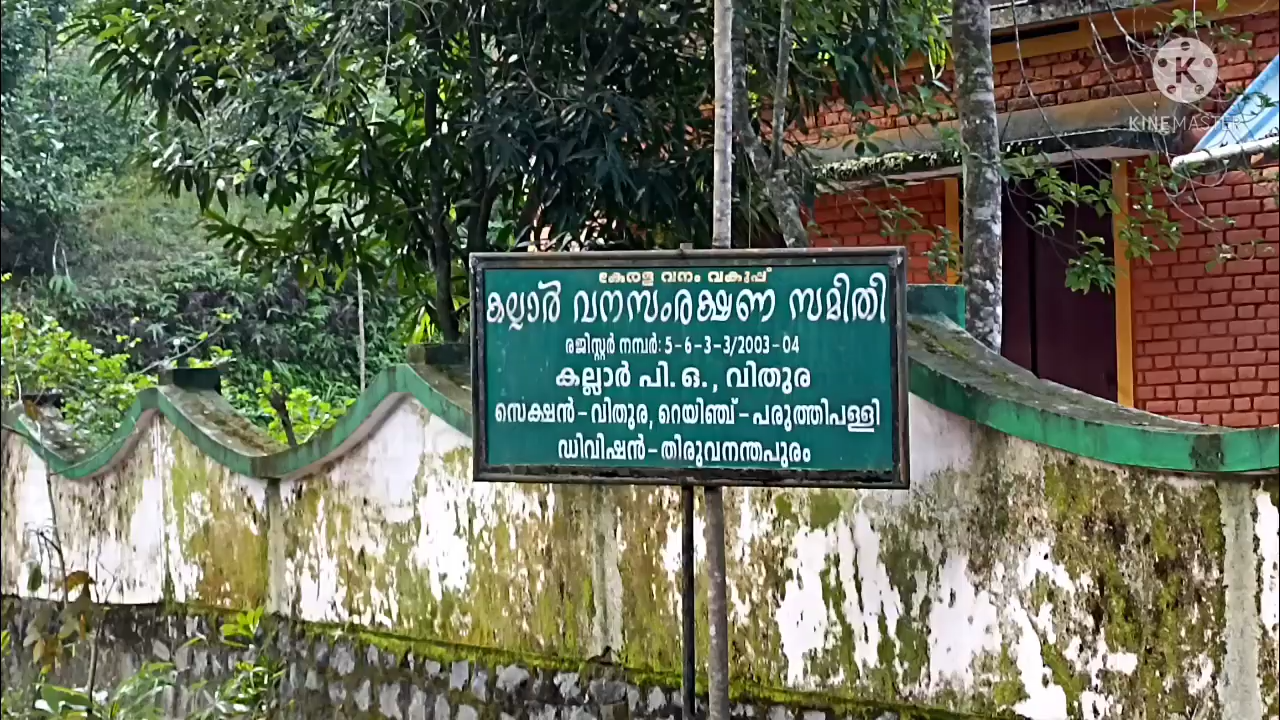 KINEMASTER
കേരള വനം വകുപ്പ്
കല്ലാർ വനസംരക്ഷണ സമിതി
രജിസ്റ്റർ നമ്പർ: 5-6-3-3/2003-04
കല്ലാർ പി.ഒ., വിതുര
സെക്ഷൻ-വിതുര, റെയിഞ്ച്-പരുത്തിപള്ളി
ഡിവിഷൻ-തിരുവനന്തപുരം